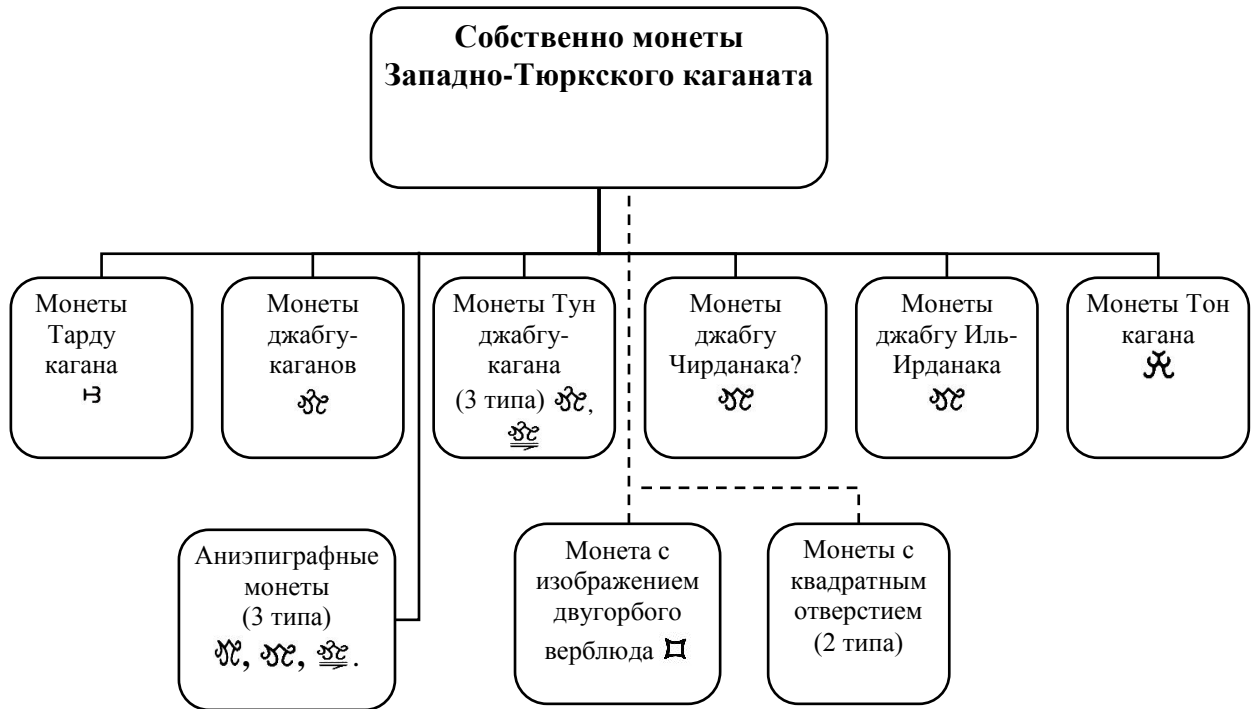 Собственно монеты
Западно-Тюркского каганата
Монеты
Тарду
кагана
Монеты
джабгу-
каганов
Монеты Тун
джабгу-
кагана
(3 типа) ,
Монеты
джабгу
Чирданака?
Монеты
джабгу Иль-
Ирданака
Монеты Тон
кагана
Аниэпиграфные
монеты
(3 типа)
, , .
Монета с
изображением
двугорбого
верблюда
Монеты с
квадратным
отверстием
(2 типа)